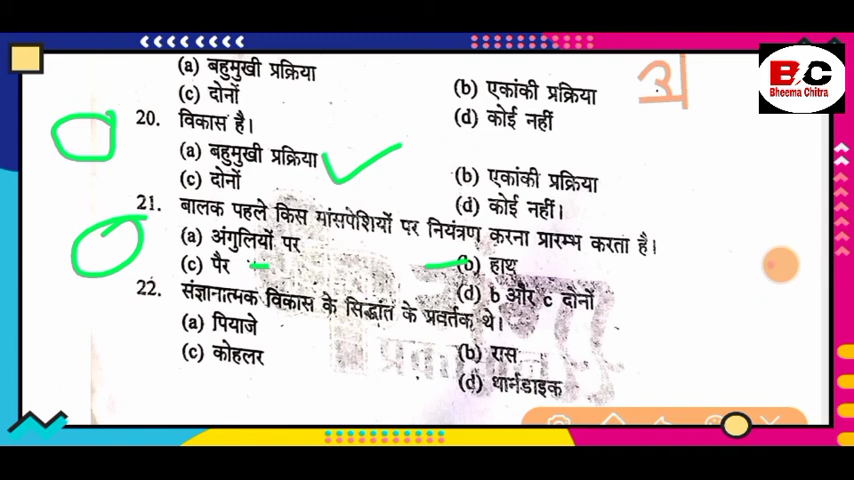 (a) बहुमुखी प्रक्रिया
(b) एकांकी प्रक्रिया
(c) दोनों
(d) कोई नहीं
20. विकास है।
(a) बहुमुखी प्रक्रिया
(b) एकांकी प्रक्रिया
(c) दोनों
(d) कोई नहीं।
21. बालक पहले किस मांसपेशियों पर नियंत्रण करना प्रारम्भ करता है।
(a) अंगुलियों पर
(b) हाथ
(c) पैर
(d) b और c दोनों
22. संज्ञानात्मक विकास के सिद्धांत के प्रवर्तक थे।
(a) पियाजे
(b) रास
(c) कोहलर
(d) थार्नडाइक
BC
Bheema Chitra